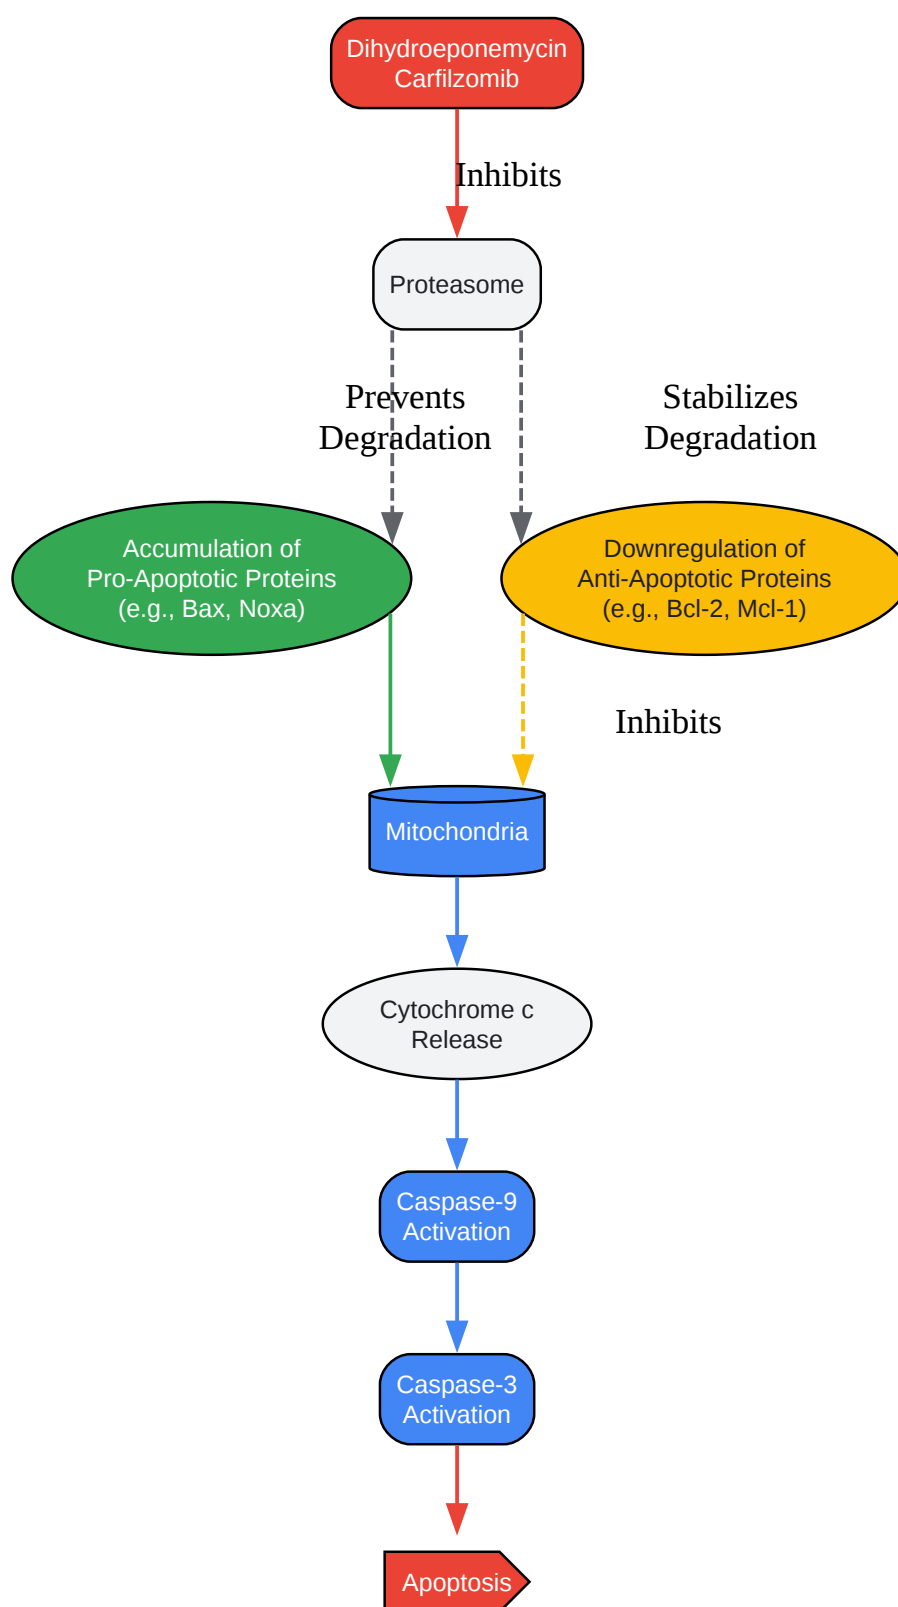 Dihydroeponemycin
Carfilzomib
Inhibits
Proteasome
Prevents
Degradation
Stabilizes
Degradation
Accumulation of
Pro-Apoptotic Proteins
(e.g., Bax, Noxa)
Downregulation of
Anti-Apoptotic Proteins
(e.g., Bcl-2, Mcl-1)
Inhibits
Mitochondria
Cytochrome c
Release
Caspase-9
Activation
Caspase-3
Activation
Apoptosis